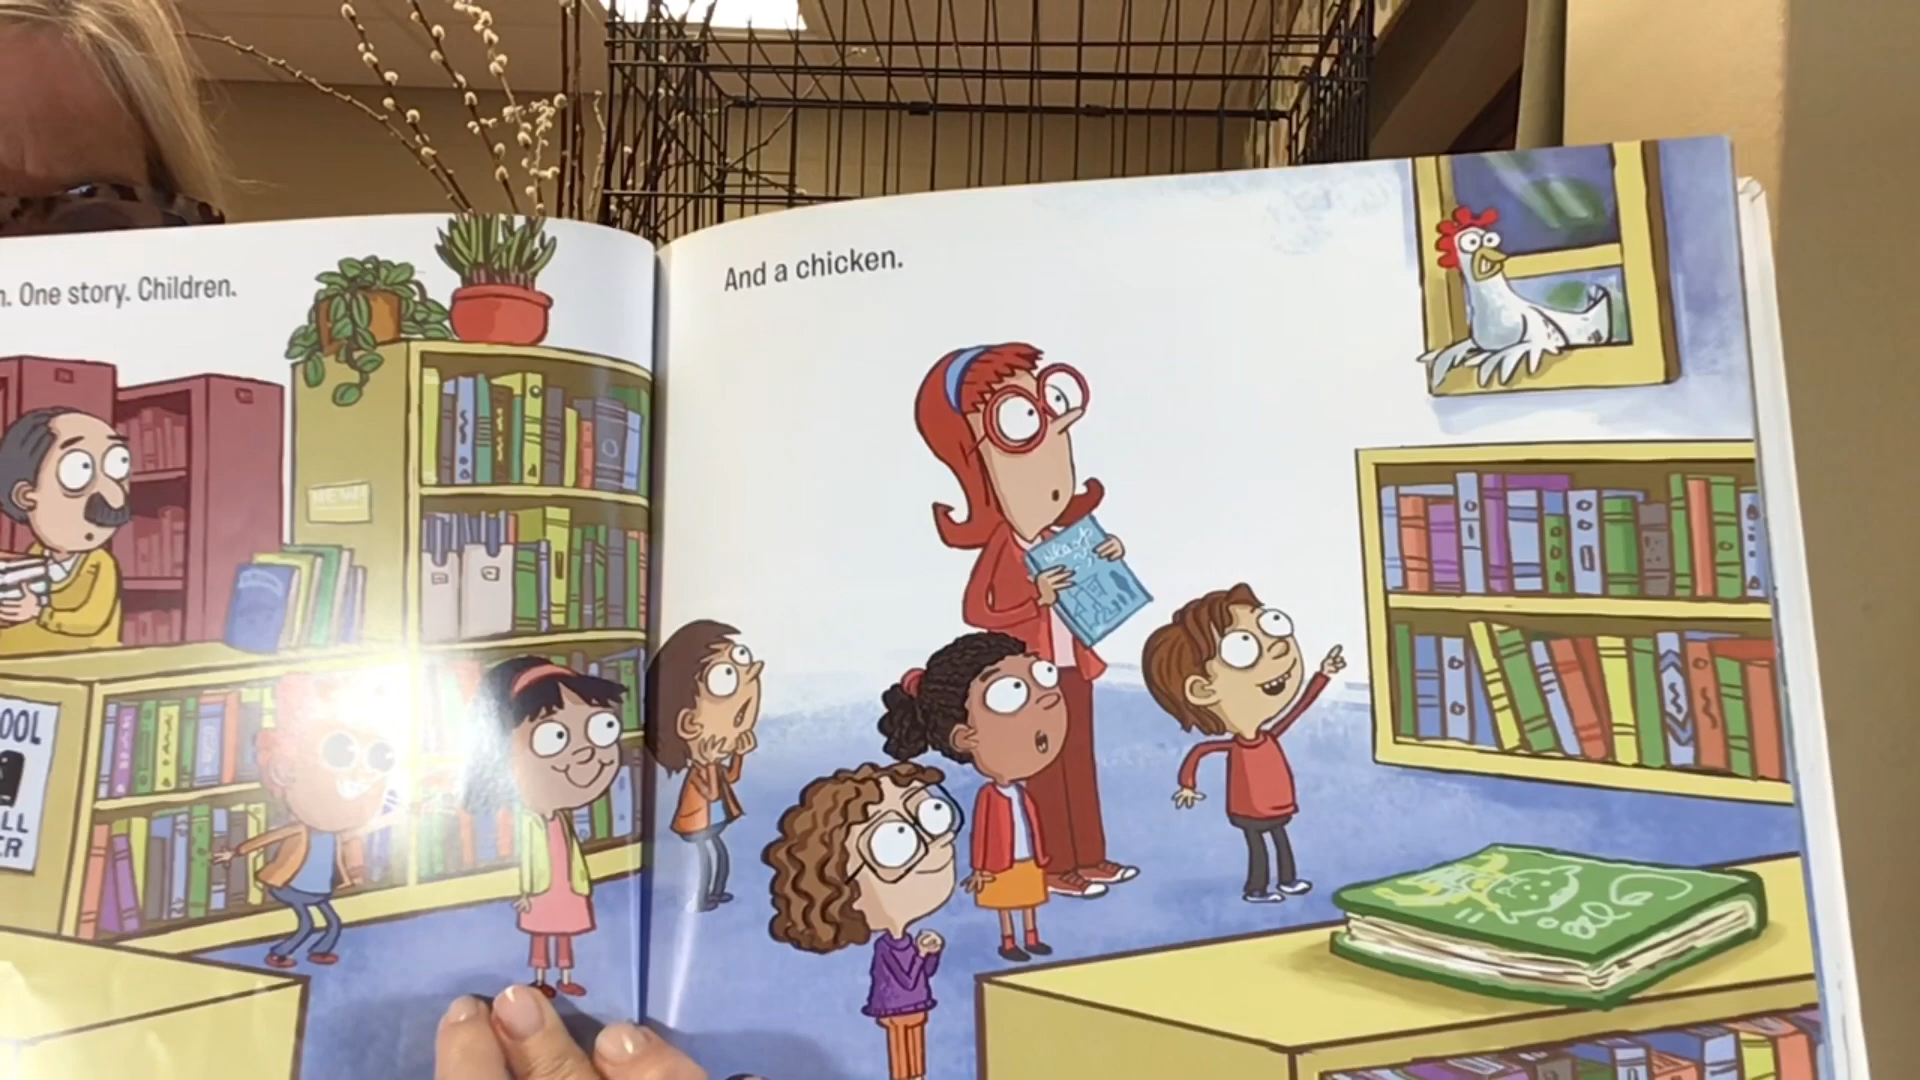 One story. Children.
And a chicken.
NEW!
OOL
LL
ER